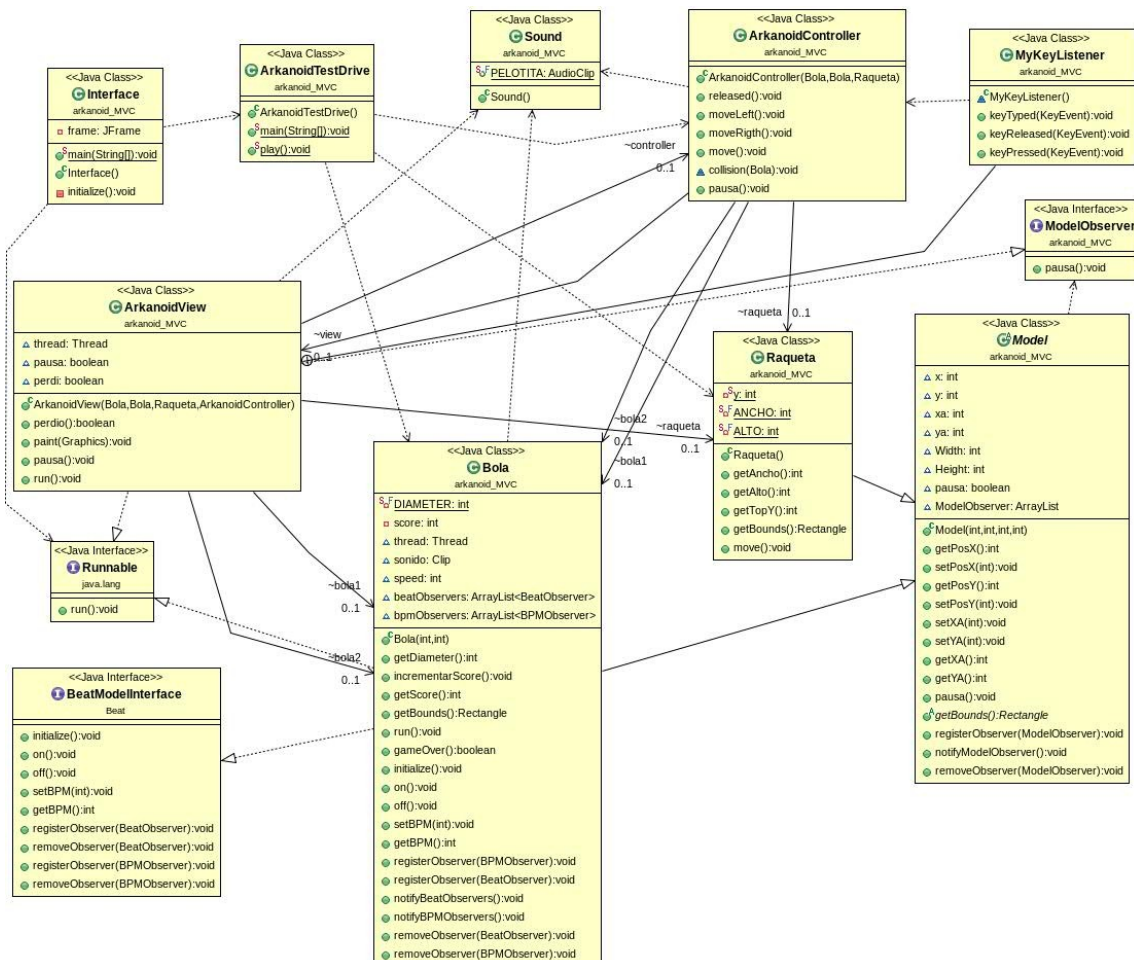 <<Java Class>>
Interface
arkanoid_MVC
frame: JFrame
main(String[]):void
Interface()
initialize():void
<<Java Class>>
ArkanoidTestDrive
arkanoid_MVC
ArkanoidTestDrive()
main(String[]):void
play():void
<<Java Class>>
Sound
arkanoid_MVC
PELOTITA: AudioClip
Sound()
<<Java Class>>
ArkanoidController
arkanoid_MVC
ArkanoidController(Bola,Bola,Raqueta)
released():void
moveLeft():void
moveRigth():void
move():void
collision(Bola):void
pausa():void
<<Java Class>>
MyKeyListener
arkanoid_MVC
MyKeyListener()
keyTyped(KeyEvent):void
keyReleased(KeyEvent):void
keyPressed(KeyEvent):void
~controller
0..1
<<Java Interface>>
ModelObserver
arkanoid_MVC
pausa():void
<<Java Class>>
ArkanoidView
arkanoid_MVC
thread: Thread
pausa: boolean
perdi: boolean
ArkanoidView(Bola,Bola,Raqueta,ArkanoidController)
perdio():boolean
paint(Graphics):void
pausa():void
run():void
~view
0..1
~raqueta
0..1
<<Java Class>>
Raqueta
arkanoid_MVC
y: int
ANCHO: int
ALTO: int
Raqueta()
getAncho():int
getAlto():int
getTopY():int
getBounds():Rectangle
move():void
<<Java Class>>
Model
arkanoid_MVC
x: int
y: int
xa: int
ya: int
Width: int
Height: int
pausa: boolean
ModelObserver: ArrayList
Model(int,int,int,int)
getPosX():int
setPosX(int):void
getPosY():int
setPosY(int):void
setXA(int):void
setYA(int):void
getXA():int
getYA():int
pausa():void
getBounds():Rectangle
registerObserver(ModelObserver):void
notifyModelObserver():void
removeObserver(ModelObserver):void
~bola2
0..1
~bola1
0..1
~raqueta
0..1
<<Java Class>>
Bola
arkanoid_MVC
DIAMETER: int
score: int
thread: Thread
sonido: Clip
speed: int
beatObservers: ArrayList<BeatObserver>
bpmObservers: ArrayList<BPMObserver>
Bola(int,int)
getDiameter():int
incrementarScore():void
getScore():int
getBounds():Rectangle
run():void
gameOver():boolean
initialize():void
on():void
off():void
setBPM(int):void
getBPM():int
registerObserver(BPMObserver):void
registerObserver(BeatObserver):void
notifyBeatObservers():void
notifyBPMObservers():void
removeObserver(BeatObserver):void
removeObserver(BPMObserver):void
<<Java Interface>>
Runnable
java.lang
run():void
~bola1
0..1
~bola2
0..1
<<Java Interface>>
BeatModelInterface
Beat
initialize():void
on():void
off():void
setBPM(int):void
getBPM():int
registerObserver(BeatObserver):void
removeObserver(BeatObserver):void
registerObserver(BPMObserver):void
removeObserver(BPMObserver):void